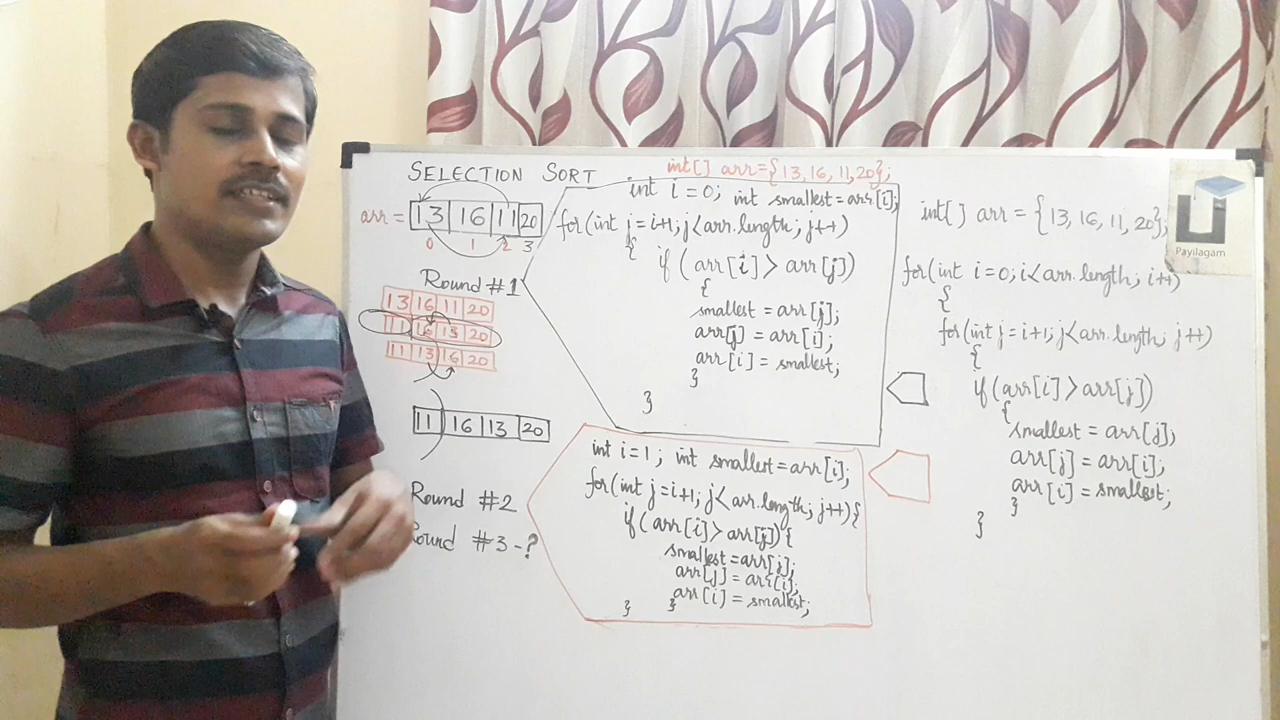 SELECTION SORT
arr = 13 16 11 20
0 1 2 3
Round #1
13 16 11 20
11 16 13 20
11 13 16 20
11 16 13 20
Round #2
Round #3 - ?
int[] arr={13,16,11,20};
int i=0; int smallest=arr[i];
for(int j=i+1;j<arr.length;j++)
{
if (arr[i]>arr[j])
{
smallest=arr[j];
arr[j]=arr[i];
arr[i]=smallest;
}
}
int i=1; int smallest=arr[i];
for(int j=i+1;j<arr.length;j++){
if(arr[i]>arr[j]){
smallest=arr[j];
arr[j]=arr[i];
arr[i]=smallest;
} }
int[] arr={13,16,11,20};
for(int i=0;i<arr.length;i++)
{
for(int j=i+1;j<arr.length;j++)
{
if(arr[i]>arr[j])
{
smallest=arr[j];
arr[j]=arr[i];
arr[i]=smallest;
}
}
Payilagam